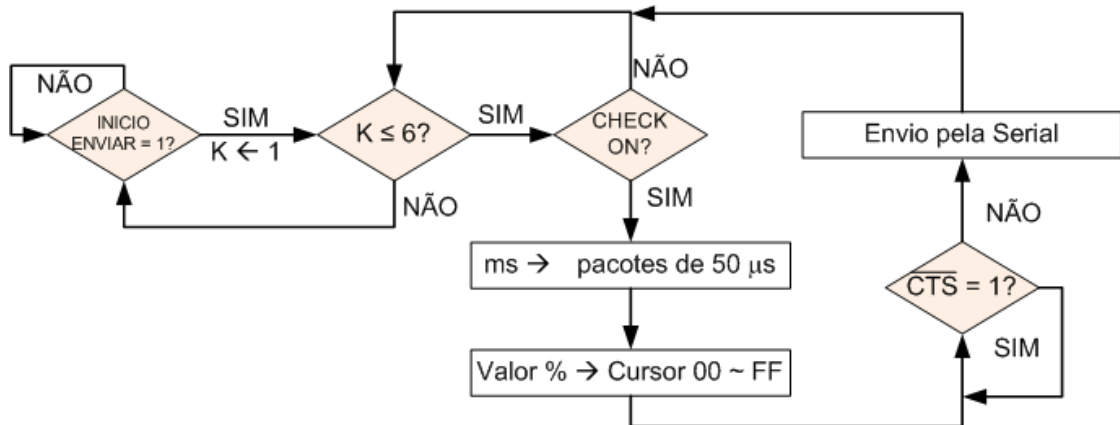 NÃO
INICIO
ENVIAR = 1?
SIM
K ← 1
K ≤ 6?
NÃO
SIM
CHECK
ON?
NÃO
SIM
ms → pacotes de 50 μs
Valor % → Cursor 00 ~ FF
C̅T̅S̅ = 1?
SIM
NÃO
Envio pela Serial